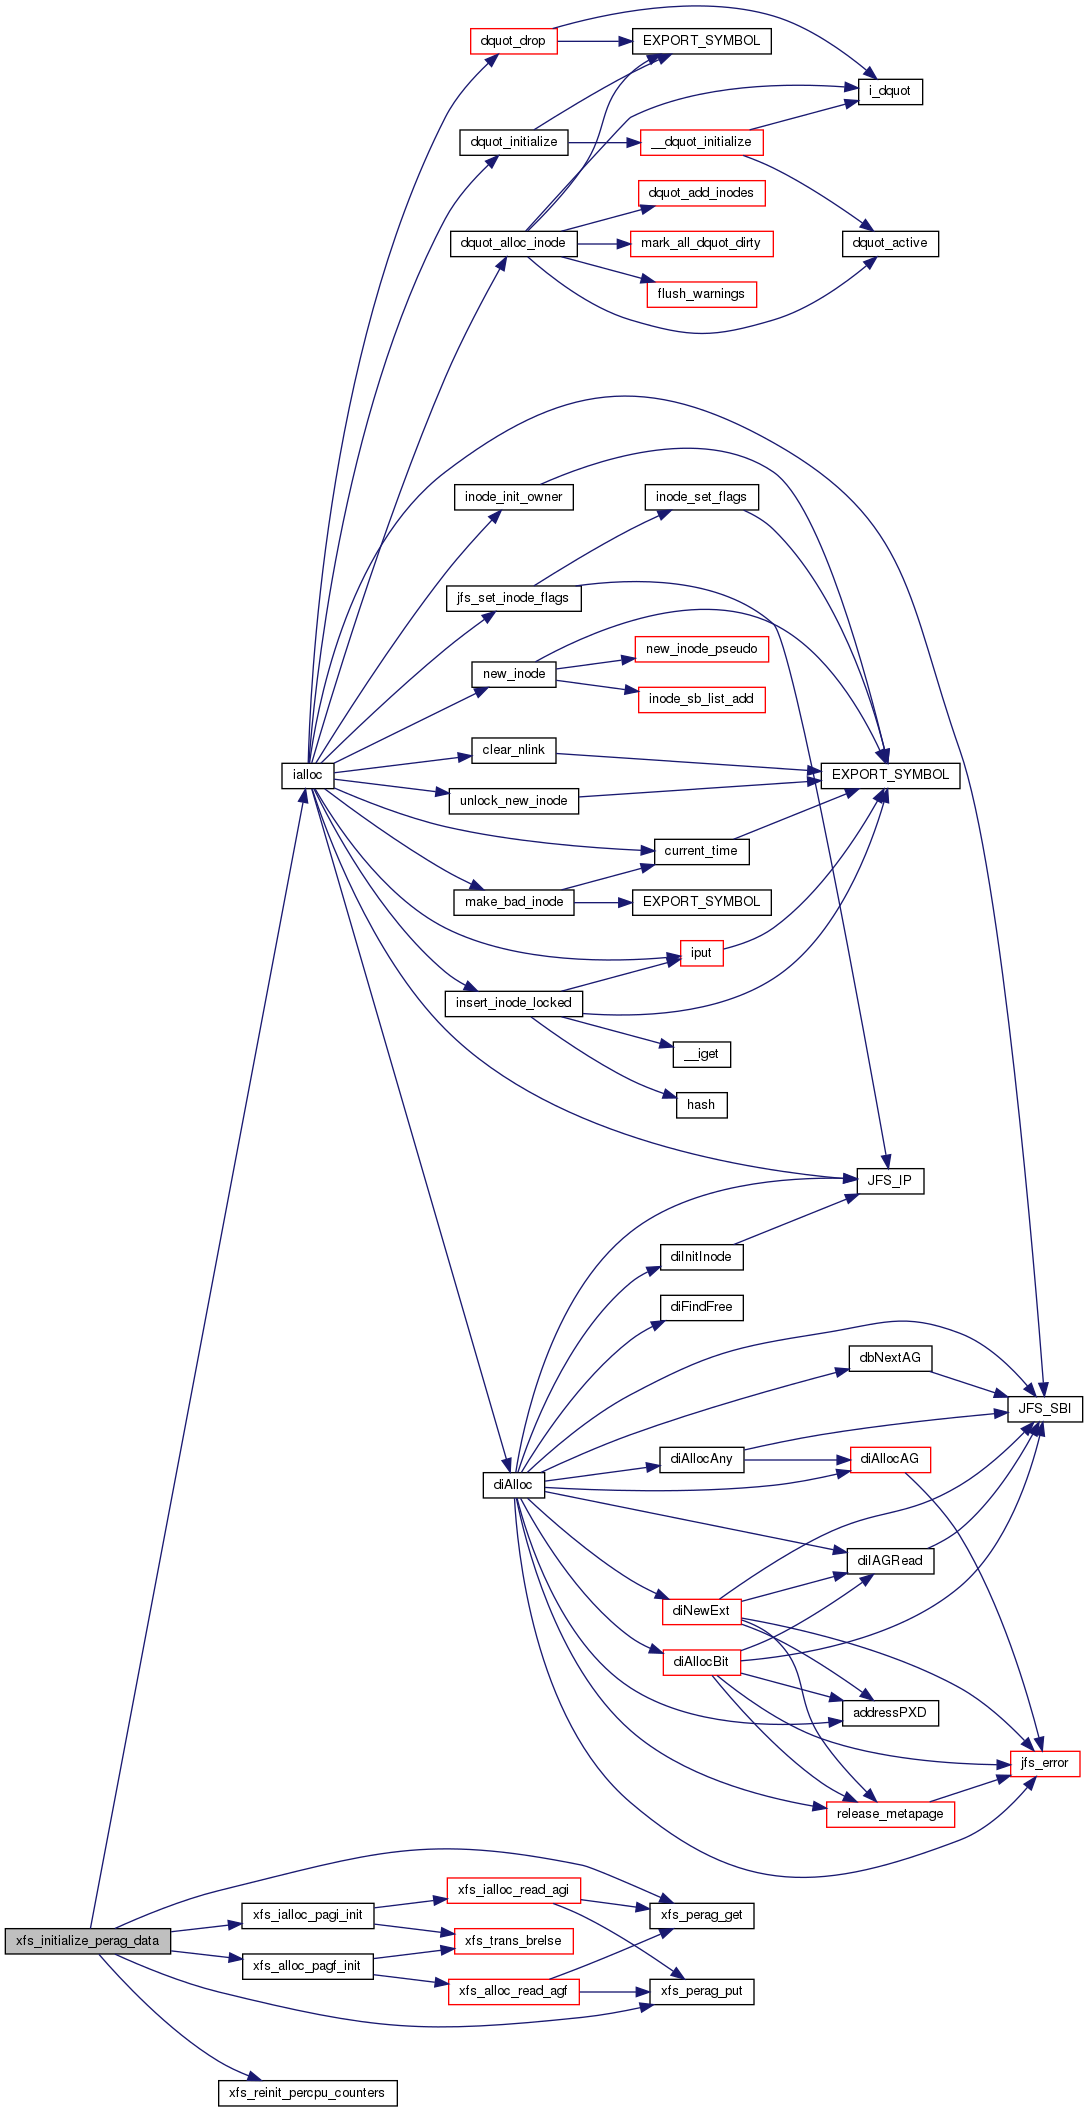 dquot_drop
EXPORT_SYMBOL
i_dquot
dquot_initialize
__dquot_initialize
dquot_add_inodes
dquot_alloc_inode
mark_all_dquot_dirty
dquot_active
flush_warnings
inode_init_owner
inode_set_flags
jfs_set_inode_flags
new_inode_pseudo
new_inode
inode_sb_list_add
clear_nlink
ialloc
EXPORT_SYMBOL
unlock_new_inode
current_time
make_bad_inode
EXPORT_SYMBOL
iput
insert_inode_locked
__iget
hash
JFS_IP
diInitInode
diFindFree
dbNextAG
JFS_SBI
diAllocAny
diAllocAG
diAlloc
diIAGRead
diNewExt
diAllocBit
addressPXD
jfs_error
release_metapage
xfs_ialloc_read_agi
xfs_ialloc_pagi_init
xfs_perag_get
xfs_initialize_perag_data
xfs_trans_brelse
xfs_alloc_pagf_init
xfs_alloc_read_agf
xfs_perag_put
xfs_reinit_percpu_counters